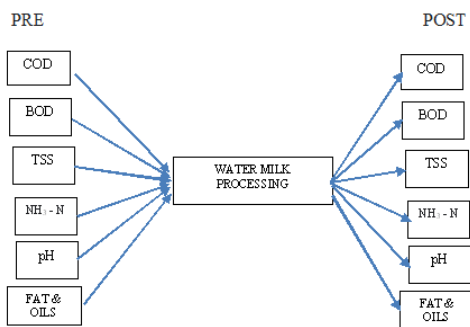 PRE
POST
COD
BOD
TSS
NH3 - N
pH
FAT &
OILS
WATER MILK
PROCESSING
COD
BOD
TSS
NH3 - N
pH
FAT &
OILS